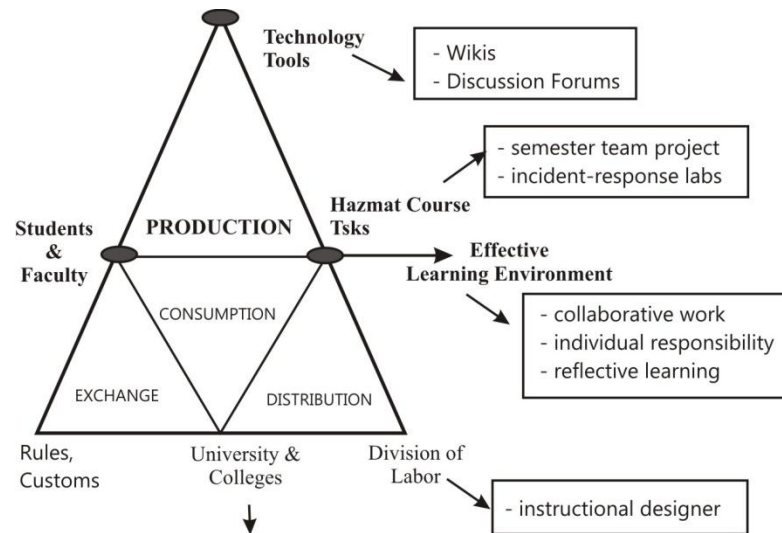 Technology
Tools
- Wikis
- Discussion Forums
- semester team project
- incident-response labs
Hazmat Course
Tsks
PRODUCTION
Students
&
Faculty
Effective
Learning Environment
CONSUMPTION
- collaborative work
- individual responsibility
- reflective learning
EXCHANGE
DISTRIBUTION
Rules,
Customs
University &
Colleges
Division of
Labor
- instructional designer